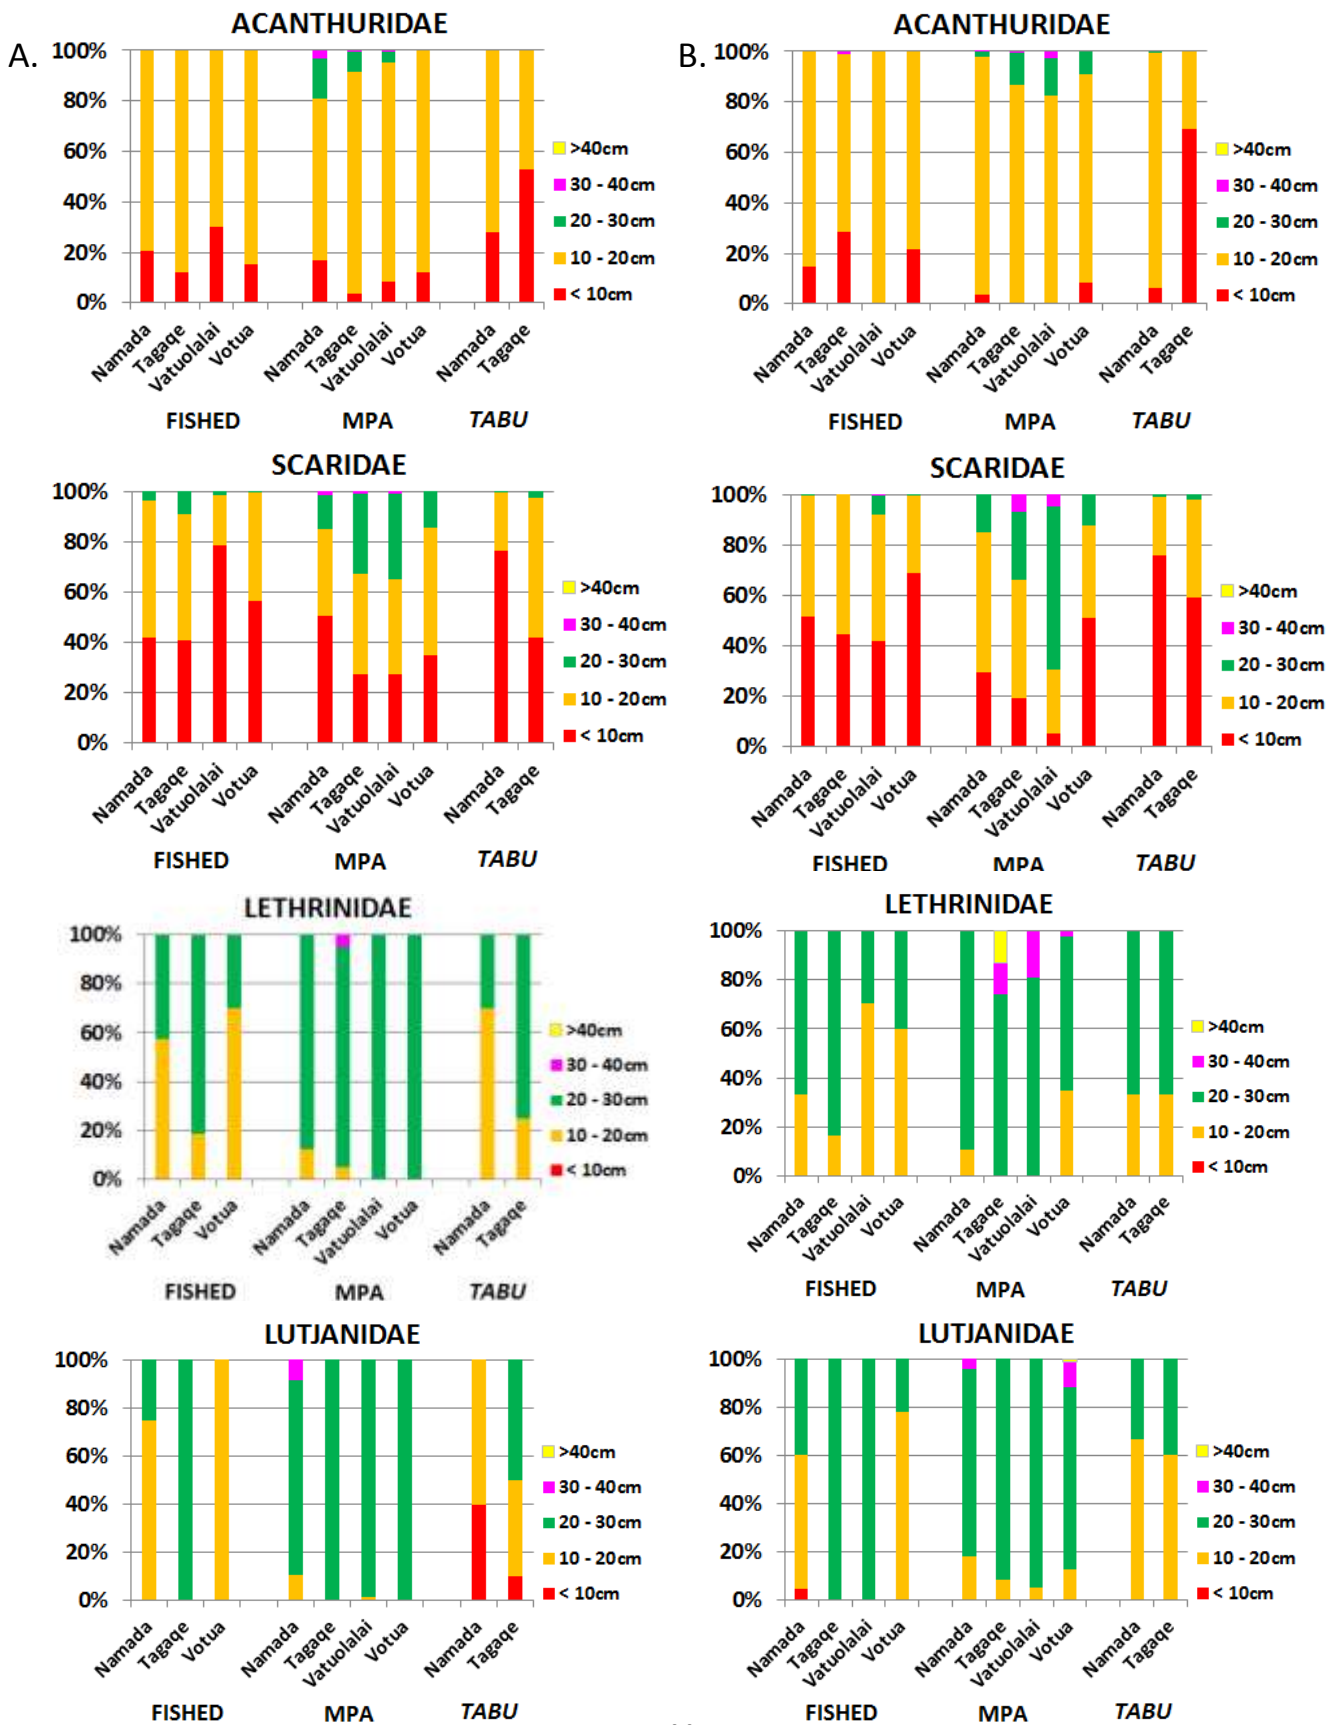 A.
ACANTHURIDAE
100%
80%
60%
40%
20%
0%
>40cm
30 - 40cm
20 - 30cm
10 - 20cm
< 10cm
Namada
Tagaqe
Vatuolalai
Votua
Namada
Tagaqe
Vatuolalai
Votua
Namada
Tagaqe
FISHED
MPA
TABU
B.
ACANTHURIDAE
100%
80%
60%
40%
20%
0%
>40cm
30 - 40cm
20 - 30cm
10 - 20cm
< 10cm
Namada
Tagaqe
Vatuolalai
Votua
Namada
Tagaqe
Vatuolalai
Votua
Namada
Tagaqe
FISHED
MPA
TABU
SCARIDAE
100%
80%
60%
40%
20%
0%
>40cm
30 - 40cm
20 - 30cm
10 - 20cm
< 10cm
Namada
Tagaqe
Vatuolalai
Votua
Namada
Tagaqe
Vatuolalai
Votua
Namada
Tagaqe
FISHED
MPA
TABU
SCARIDAE
100%
80%
60%
40%
20%
0%
>40cm
30 - 40cm
20 - 30cm
10 - 20cm
< 10cm
Namada
Tagaqe
Vatuolalai
Votua
Namada
Tagaqe
Vatuolalai
Votua
Namada
Tagaqe
FISHED
MPA
TABU
LETHRINIDAE
100%
80%
60%
40%
20%
0%
>40cm
30 - 40cm
20 - 30cm
10 - 20cm
< 10cm
Namada
Tagaqe
Votua
Namada
Tagaqe
Vatuolalai
Votua
Namada
Tagaqe
FISHED
MPA
TABU
LETHRINIDAE
100%
80%
60%
40%
20%
0%
>40cm
30 - 40cm
20 - 30cm
10 - 20cm
< 10cm
Namada
Tagaqe
Vatuolalai
Votua
Namada
Tagaqe
Vatuolalai
Votua
Namada
Tagaqe
FISHED
MPA
TABU
LUTJANIDAE
100%
80%
60%
40%
20%
0%
>40cm
30 - 40cm
20 - 30cm
10 - 20cm
< 10cm
Namada
Tagaqe
Votua
Namada
Tagaqe
Vatuolalai
Votua
Namada
Tagaqe
FISHED
MPA
TABU
LUTJANIDAE
100%
80%
60%
40%
20%
0%
>40cm
30 - 40cm
20 - 30cm
10 - 20cm
< 10cm
Namada
Tagaqe
Vatuolalai
Votua
Namada
Tagaqe
Vatuolalai
Votua
Namada
Tagaqe
FISHED
MPA
TABU